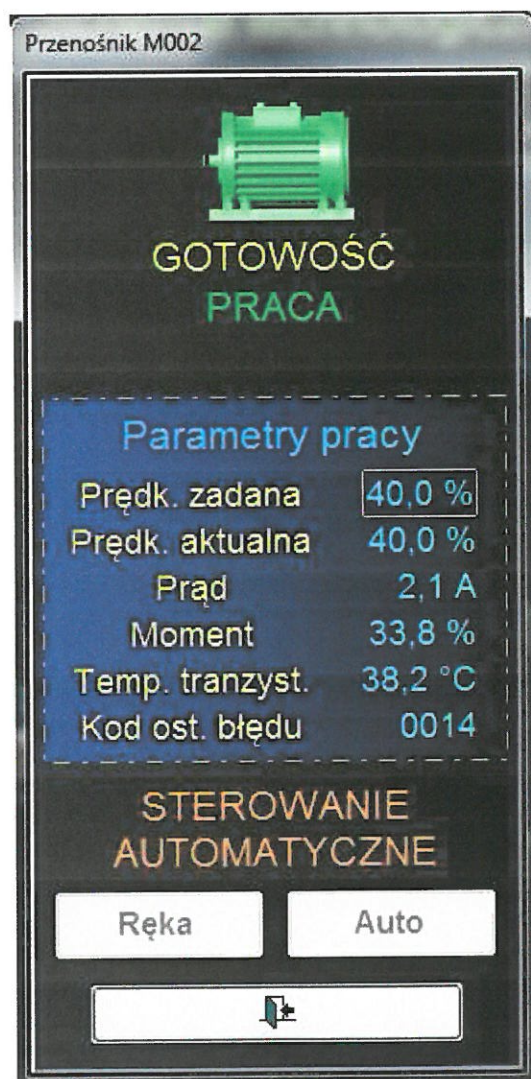 Przenośnik M002
GOTOWOŚĆ
PRACA
Parametry pracy
Prędk. zadana 40,0 %
Prędk. aktualna 40,0 %
Prąd 2,1 A
Moment 33,8 %
Temp. tranzyst. 38,2 °C
Kod ost. błędu 0014
STEROWANIE
AUTOMATYCZNE
Ręka Auto